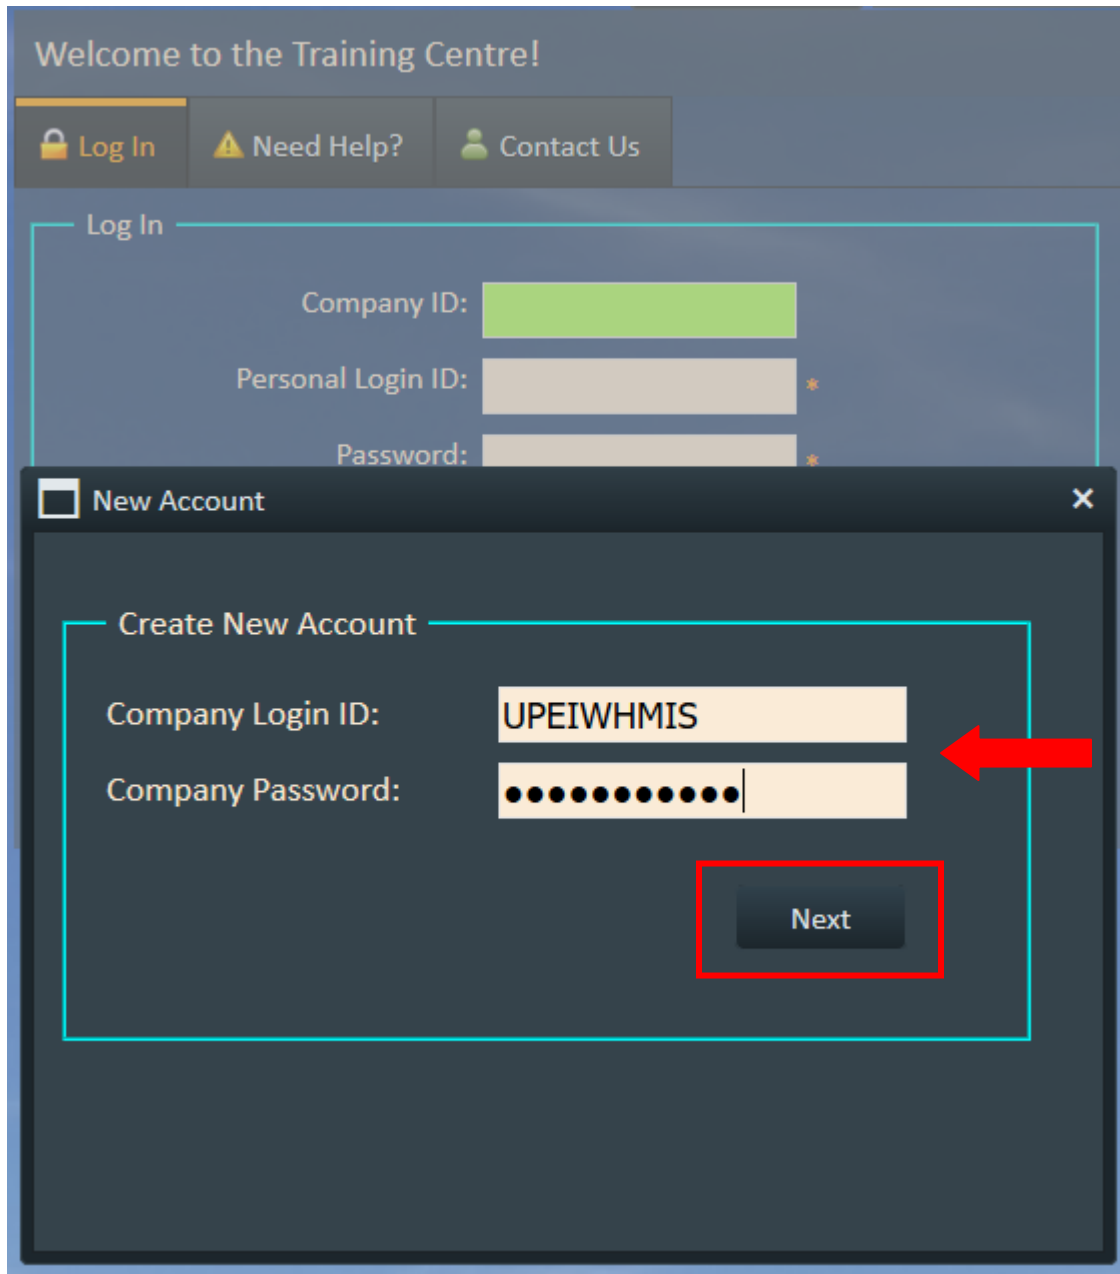 Welcome to the Training Centre!
Log In
Need Help?
Contact Us
Log In
Company ID:
Personal Login ID:
*
Password:
*
New Account
Create New Account
Company Login ID:
UPEIWHMIS
Company Password:
●●●●●●●●●●●
Next